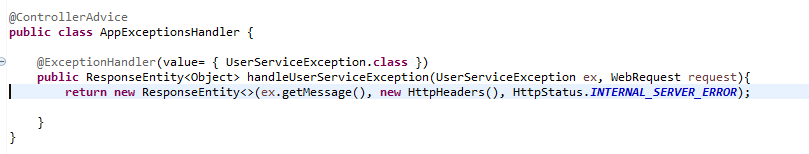 @ControllerAdvice
public class AppExceptionsHandler {
@ExceptionHandler(value= { UserServiceException.class })
public ResponseEntity<Object> handleUserServiceException(UserServiceException ex, WebRequest request){
return new ResponseEntity<>(ex.getMessage(), new HttpHeaders(), HttpStatus.INTERNAL_SERVER_ERROR);
}
}